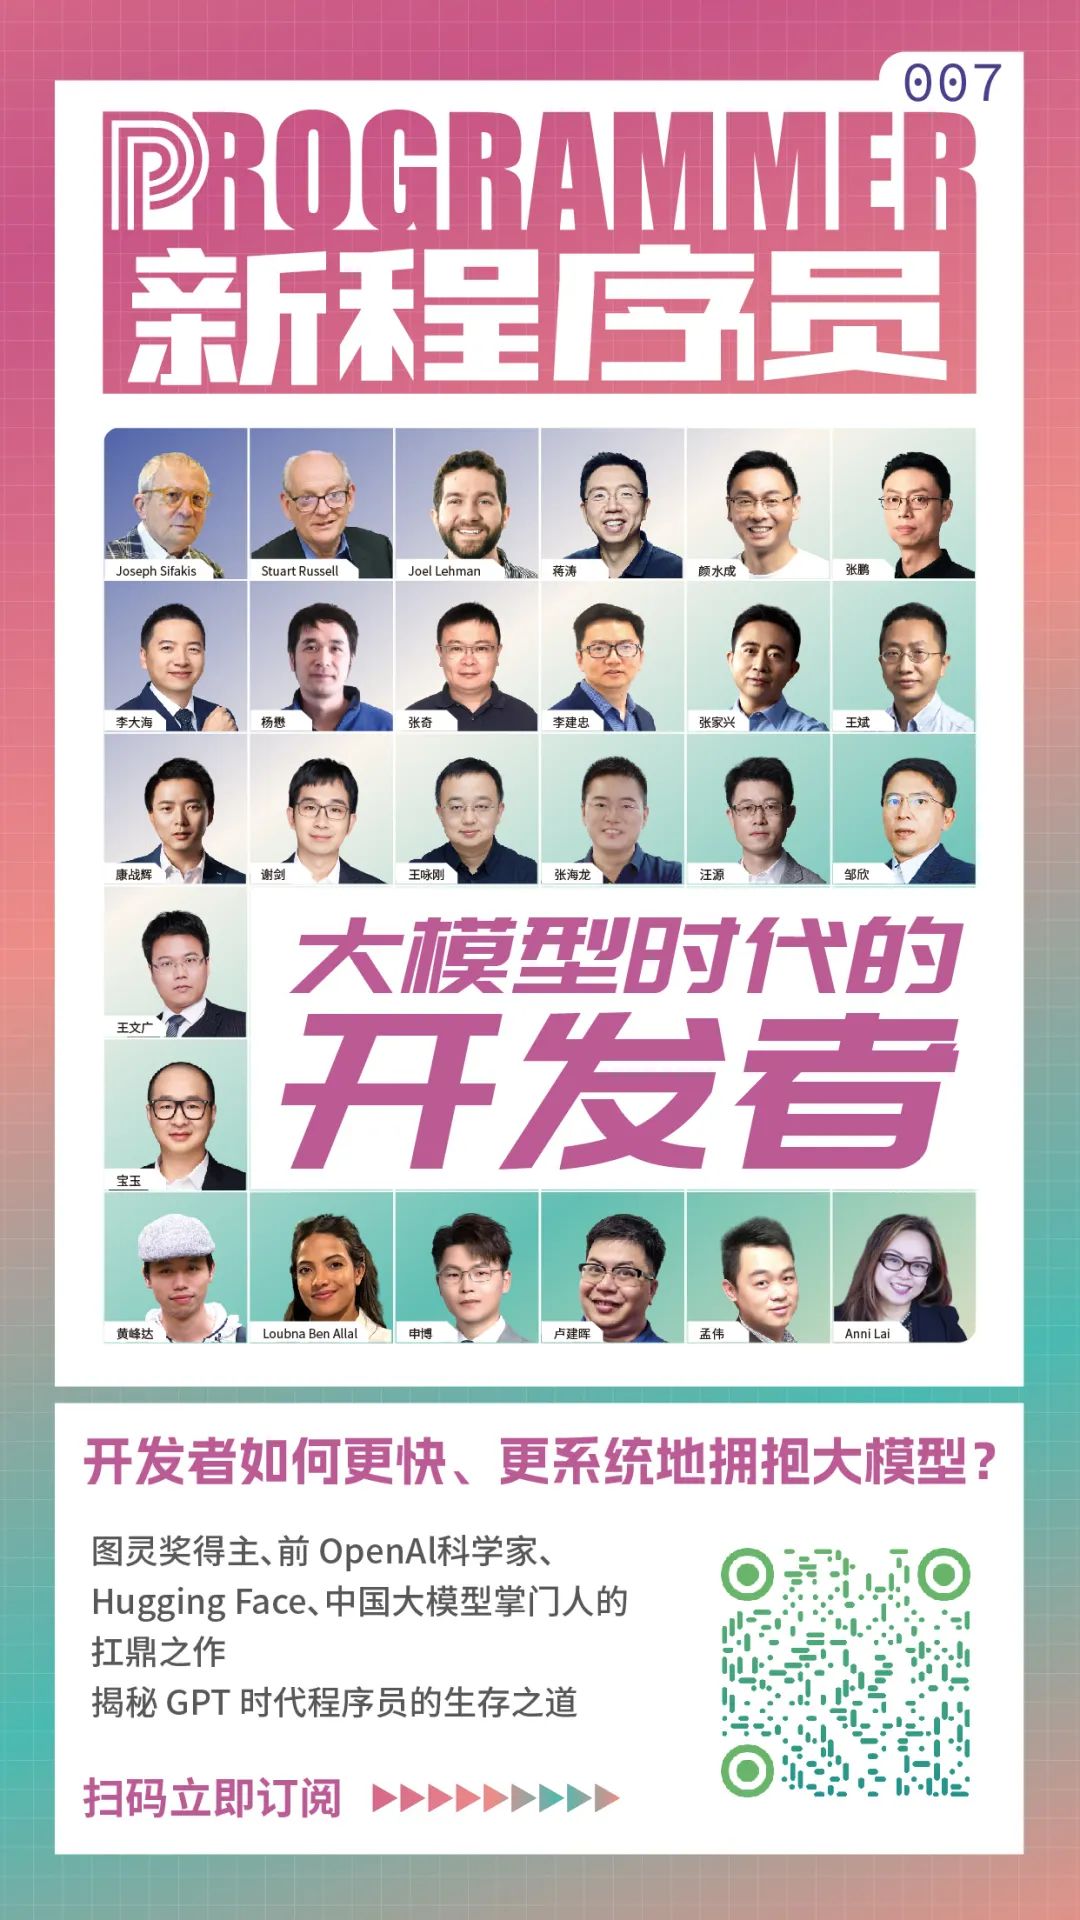 007
PROGRAMMER
新程序员
Joseph Sifakis
Stuart Russell
Joel Lehman
蒋涛
颜水成
张鹏
李大海
杨懋
张奇
李建忠
张家兴
王斌
康战辉
谢剑
王咏刚
张海龙
汪源
邹欣
王文广
大模型时代的
开发者
宝玉
黄峰达
Loubna Ben Allal
申博
卢建晖
孟伟
Anni Lai
开发者如何更快、更系统地拥抱大模型?
图灵奖得主、前 OpenAl科学家、
Hugging Face、中国大模型掌门人的
扛鼎之作
揭秘 GPT 时代程序员的生存之道
扫码立即订阅